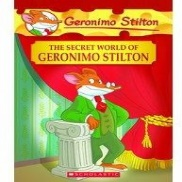 Geronimo Stilton
THE SECRET WORLD OF
GERONIMO STILTON
SCHOLASTIC